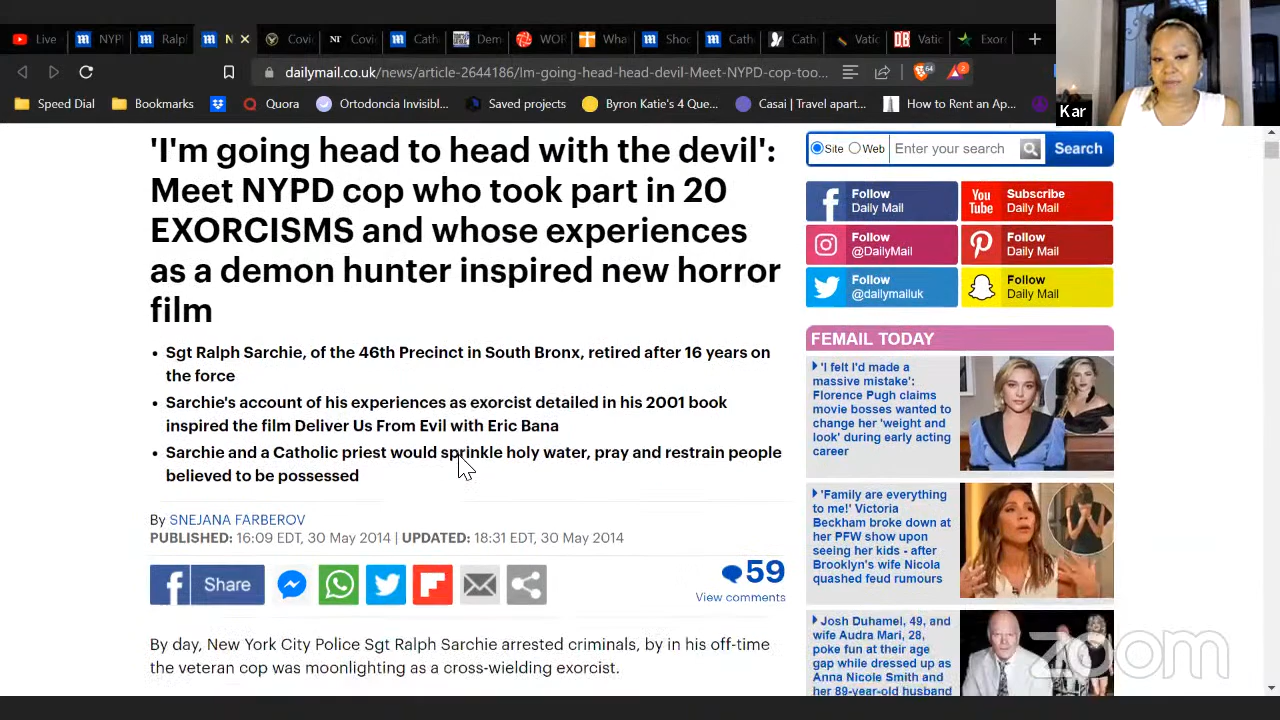 Live
NYPI
Ralpl
N
Covi
NT Covi
Cath
Dem
WOF
Wha
Shoc
Cath
Cath
Vatic
Vatic
Exor
dailymail.co.uk/news/article-2644186/Im-going-head-head-devil-Meet-NYPD-cop-too...
64
2
Speed Dial
Bookmarks
Quora
Ortodoncia Invisibl...
Saved projects
Byron Katie's 4 Que...
Casai | Travel apart...
How to Rent an Ap...
Kar
'I'm going head to head with the devil':
Meet NYPD cop who took part in 20
EXORCISMS and whose experiences
as a demon hunter inspired new horror
film
• Sgt Ralph Sarchie, of the 46th Precinct in South Bronx, retired after 16 years on
the force
• Sarchie's account of his experiences as exorcist detailed in his 2001 book
inspired the film Deliver Us From Evil with Eric Bana
• Sarchie and a Catholic priest would sprinkle holy water, pray and restrain people
believed to be possessed
By SNEJANA FARBEROV
PUBLISHED: 16:09 EDT, 30 May 2014 | UPDATED: 18:31 EDT, 30 May 2014
Share
59
View comments
By day, New York City Police Sgt Ralph Sarchie arrested criminals, by in his off-time
the veteran cop was moonlighting as a cross-wielding exorcist.
Site Web Enter your search Search
Follow
Daily Mail
You
Tube
Subscribe
Daily Mail
Follow
@DailyMail
Follow
Daily Mail
Follow
@dailymailuk
Follow
Daily Mail
FEMAIL TODAY
'I felt I'd made a
massive mistake':
Florence Pugh claims
movie bosses wanted to
change her 'weight and
look' during early acting
career
'Family are everything
to me!' Victoria
Beckham broke down at
her PFW show upon
seeing her kids - after
Brooklyn's wife Nicola
quashed feud rumours
Josh Duhamel, 49, and
wife Audra Mari, 28,
poke fun at their age
gap while dressed up as
Anna Nicole Smith and
her 89-year-old husband
zoom